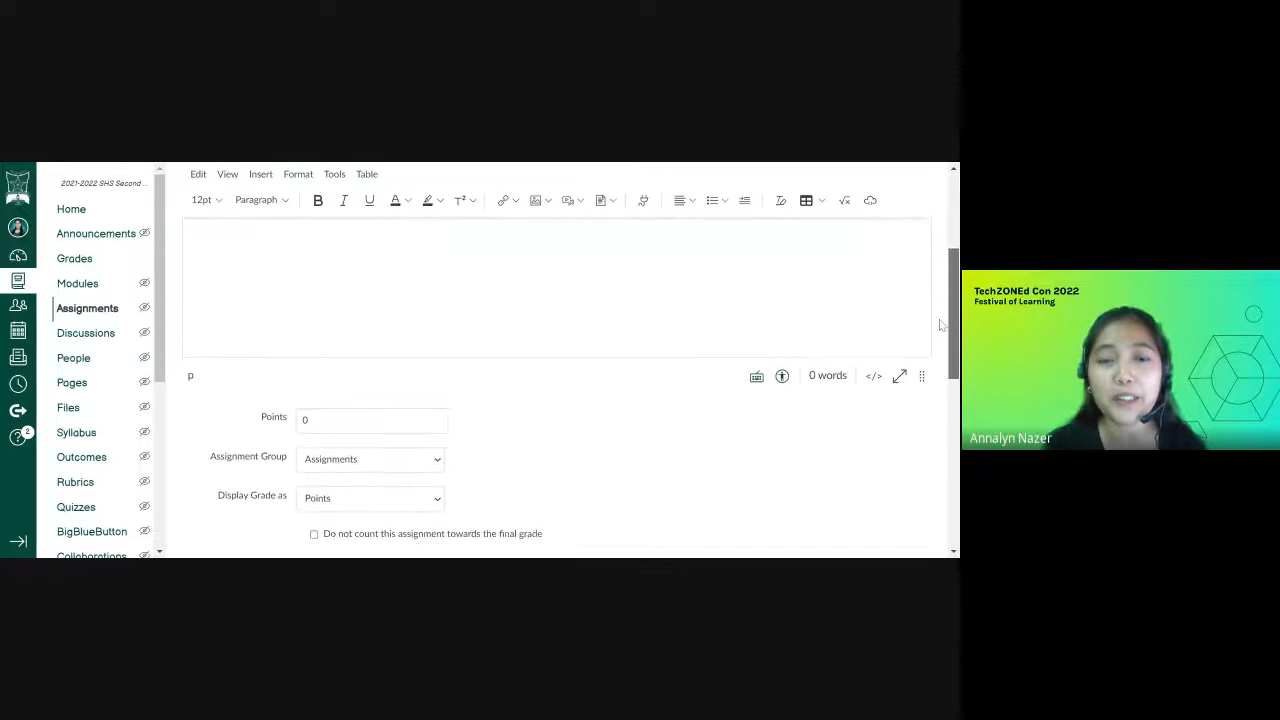 Edit View Insert Format Tools Table
2021-2022 SHS Second ...
12pt Paragraph B I U A T²
Home
Announcements
Grades
Modules
Assignments
Discussions
People
Pages
Files
Syllabus
Outcomes
Rubrics
Quizzes
BigBlueButton
Collaborations
2
p
0 words </>
Points 0
Assignment Group Assignments
Display Grade as Points
Do not count this assignment towards the final grade
TechZONEd Con 2022
Festival of Learning
Annalyn Nazer